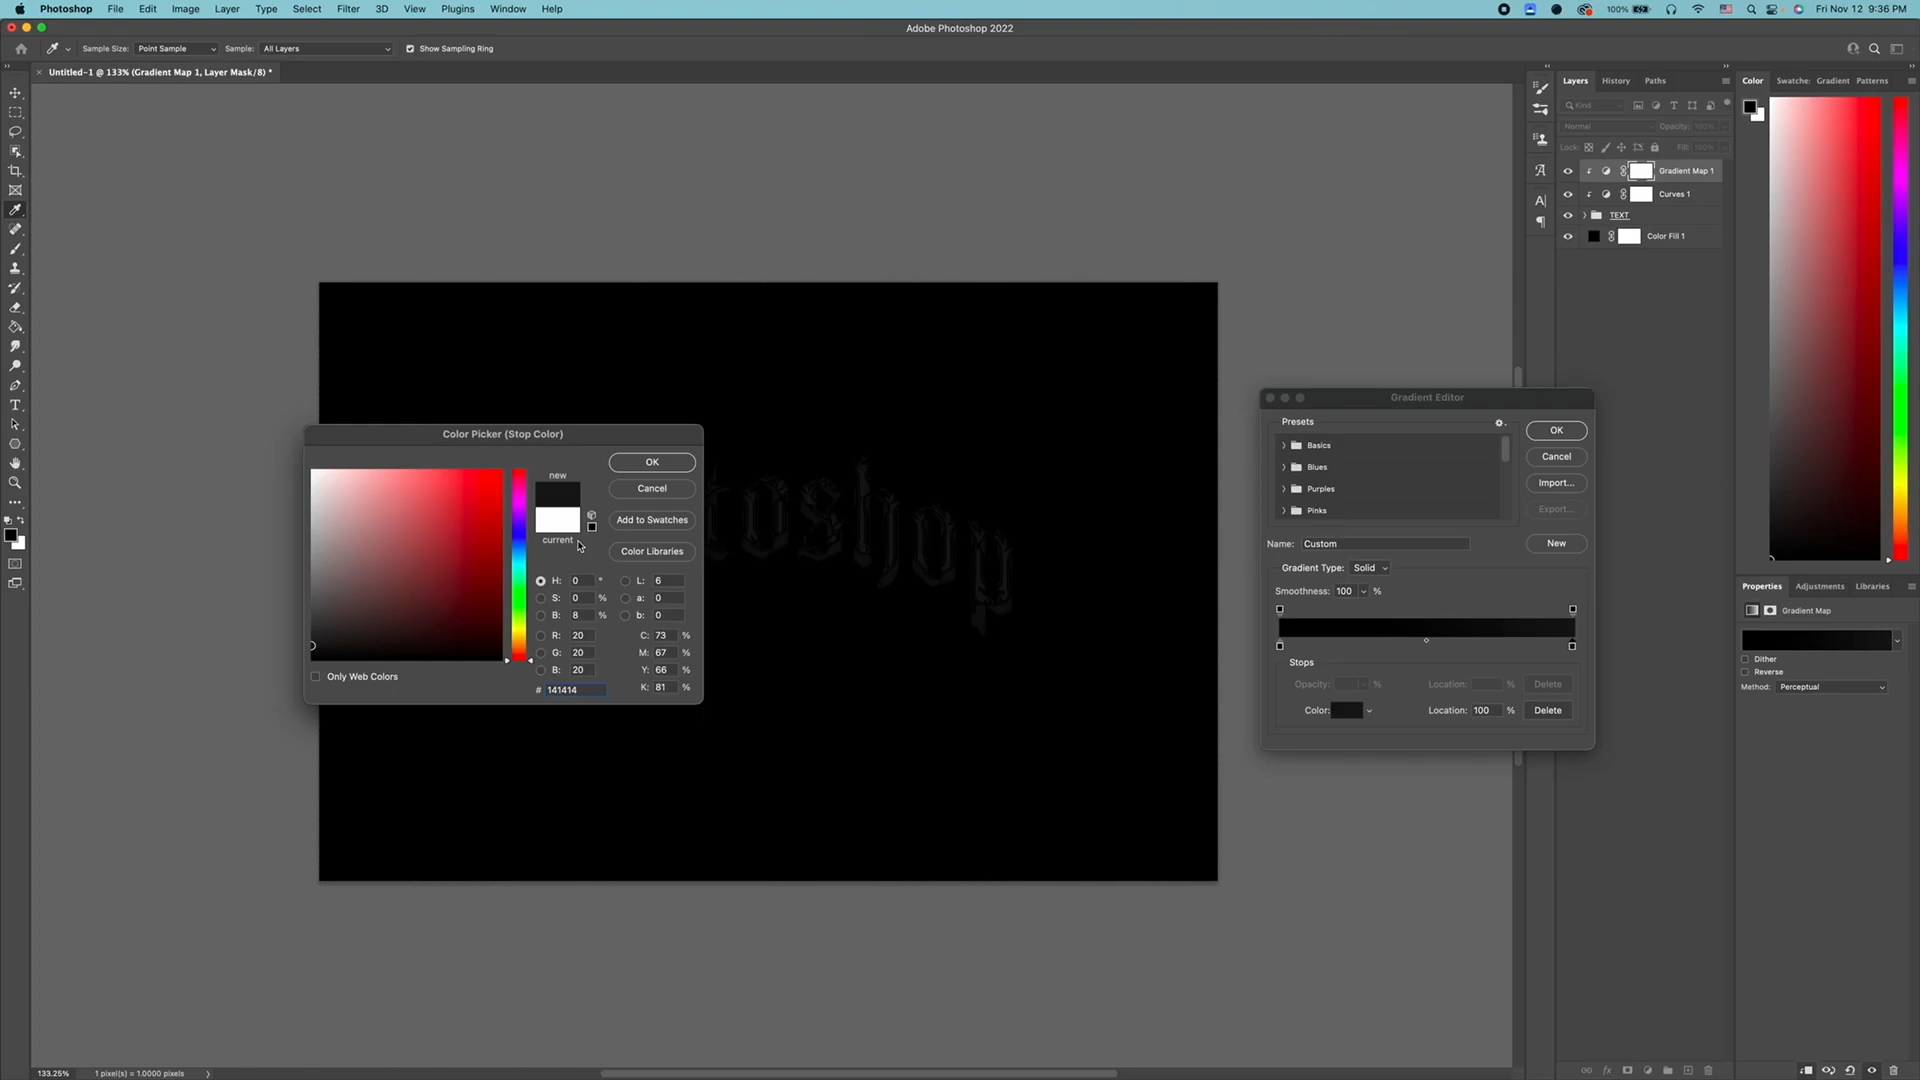 Photoshop File Edit Image Layer Type Select Filter 3D View Plugins Window Help 100% Fri Nov 12 9:36 PM
Adobe Photoshop 2022
Sample Size: Point Sample Sample: All Layers Show Sampling Ring
Untitled-1 @ 133% (Gradient Map 1, Layer Mask/8) *
Layers History Paths
Kind
Normal Opacity: 100%
Lock: Fill: 100%
Gradient Map 1
Curves 1
TEXT
Color Fill 1
Color Swatche: Gradient Patterns
Color Picker (Stop Color)
new
current
OK
Cancel
Add to Swatches
Color Libraries
H: 0 ° L: 6
S: 0 % a: 0
B: 8 % b: 0
R: 20 C: 73 %
G: 20 M: 67 %
B: 20 Y: 66 %
# 141414 K: 81 %
Only Web Colors
toshop
Gradient Editor
Presets
Basics
Blues
Purples
Pinks
OK
Cancel
Import...
Export...
Name: Custom New
Gradient Type: Solid
Smoothness: 100 %
Stops
Opacity: % Location: % Delete
Color: Location: 100 % Delete
Properties Adjustments Libraries
Gradient Map
Dither
Reverse
Method: Perceptual
133.25% 1 pixel(s) = 1.0000 pixels